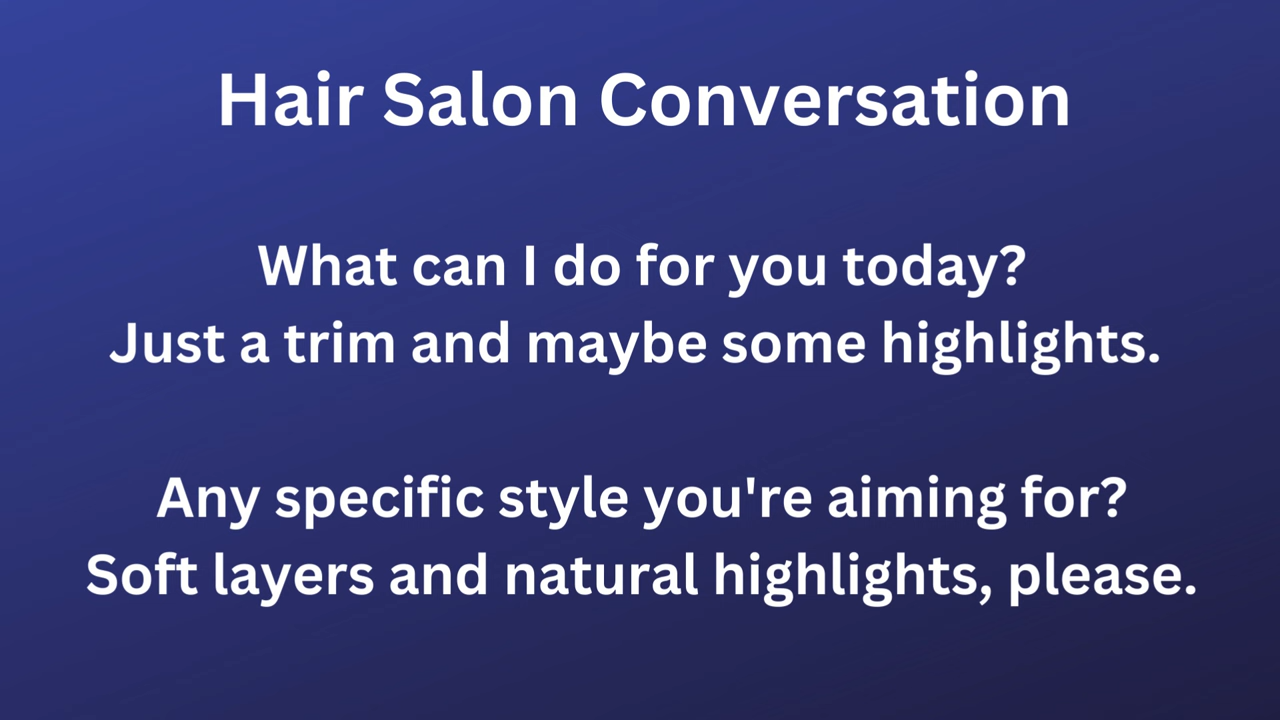 Hair Salon Conversation
What can I do for you today?
Just a trim and maybe some highlights.
Any specific style you're aiming for?
Soft layers and natural highlights, please.